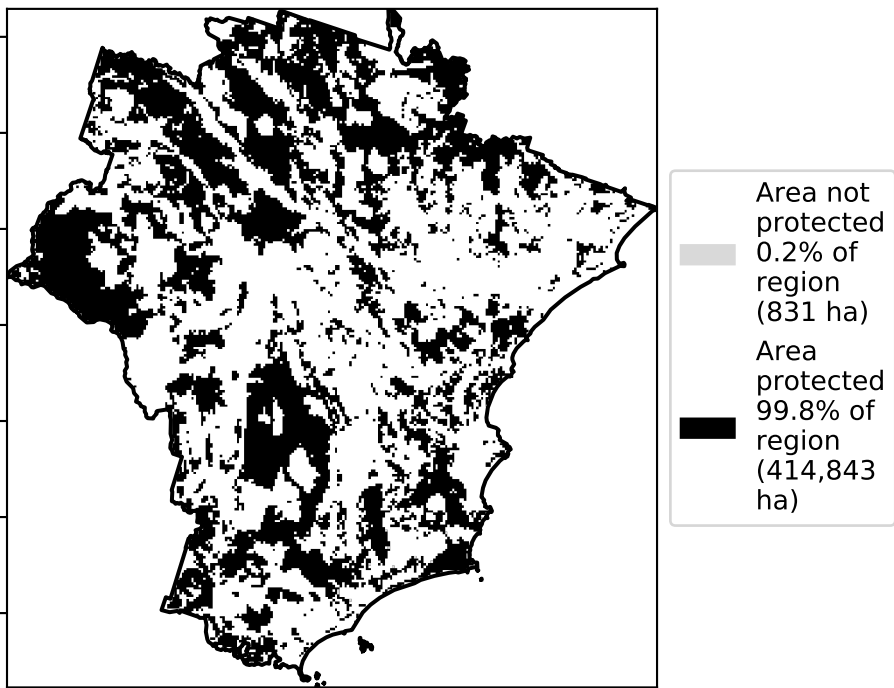 Area not
protected
0.2% of
region
(831 ha)
Area
protected
99.8% of
region
(414,843
ha)